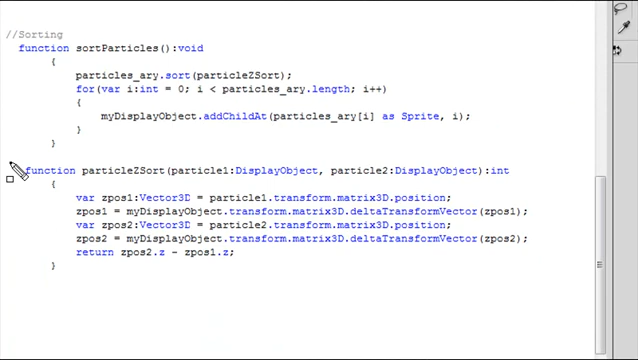 //Sorting
function sortParticles():void
{
particles_ary.sort(particleZSort);
for(var i:int = 0; i < particles_ary.length; i++)
{
myDisplayObject.addChildAt(particles_ary[i] as Sprite, i);
}
}
function particleZSort(particle1:DisplayObject, particle2:DisplayObject):int
{
var zpos1:Vector3D = particle1.transform.matrix3D.position;
zpos1 = myDisplayObject.transform.matrix3D.deltaTransformVector(zpos1);
var zpos2:Vector3D = particle2.transform.matrix3D.position;
zpos2 = myDisplayObject.transform.matrix3D.deltaTransformVector(zpos2);
return zpos2.z - zpos1.z;
}